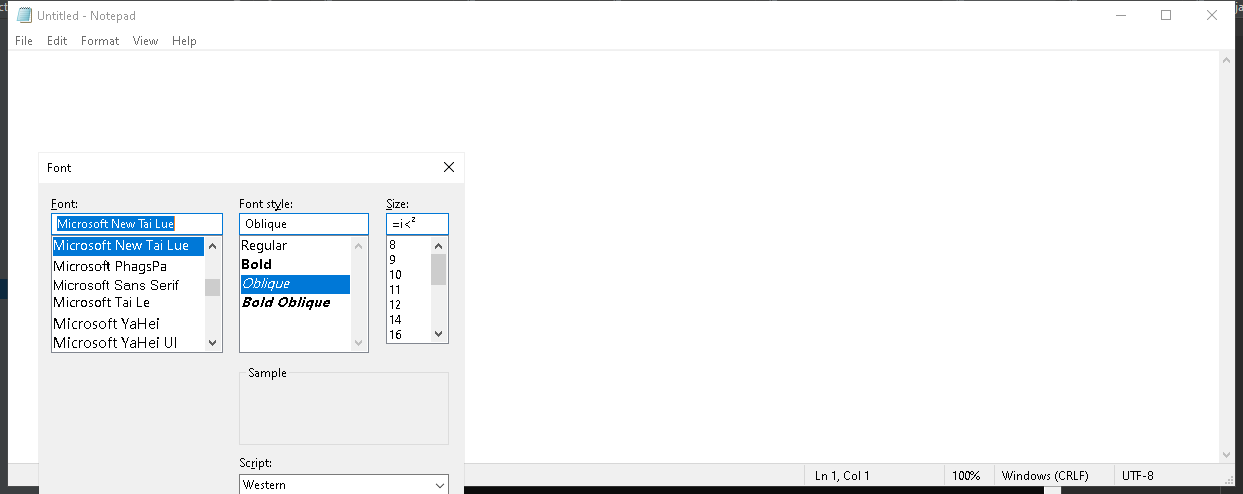 Untitled - Notepad
File Edit Format View Help
Font
Font: Font style: Size:
Microsoft New Tai Lue Oblique =i<²
Microsoft New Tai Lue Regular 8
Microsoft PhagsPa Bold 9
Microsoft Sans Serif Oblique 10
Microsoft Tai Le Bold Oblique 11
Microsoft YaHei 12
Microsoft YaHei UI 14
16
Sample
Script:
Western
Ln 1, Col 1 100% Windows (CRLF) UTF-8